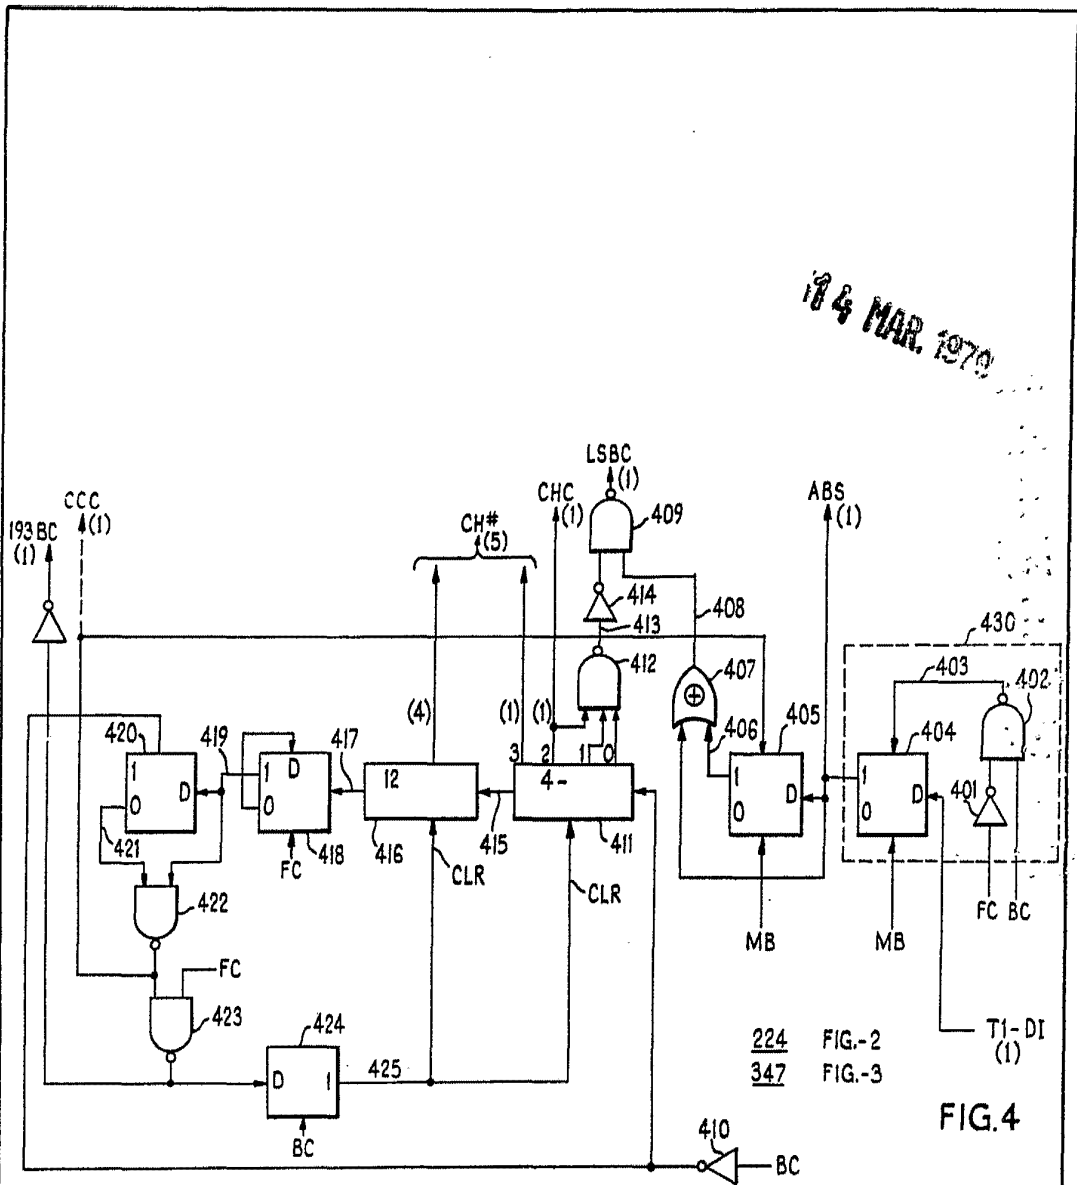 14 MAR. 1979
LSBC
(1)
CHC
(1)
409
ABS
(1)
CCC
(1)
193BC
(1)
CH#
(5)
414
408
413
430
412
407
403
402
(4)
(1)
(1)
406
405
404
401
420
419
417
3
2
1
0
1
0
D
D
1
0
12
4-
1
0
D
1
0
D
421
418
416
415
411
FC
CLR
CLR
422
MB
MB
FC
BC
FC
423
424
425
D
1
T1-DI
(1)
224 FIG.-2
347 FIG.-3
FIG.4
BC
410
BC